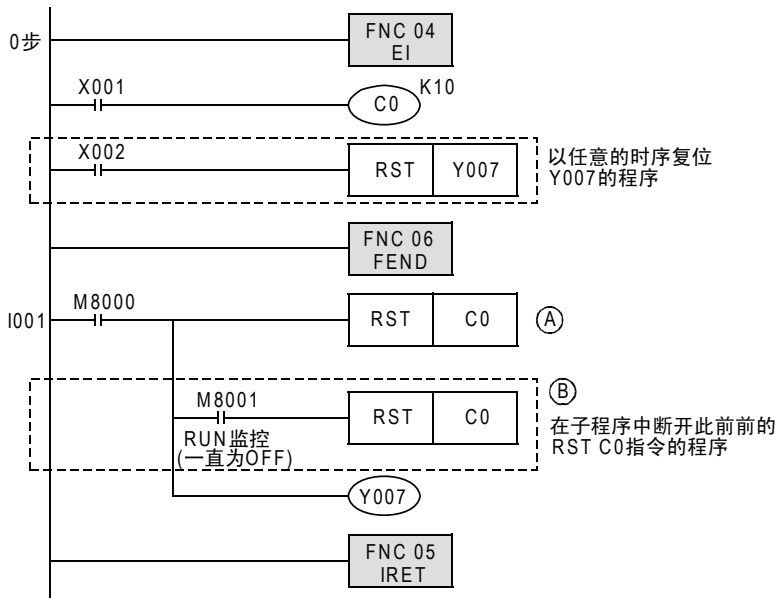 0步
FNC 04
EI
X001
C0
K10
X002
RST Y007
以任意的时序复位
Y007的程序
FNC 06
FEND
I001
M8000
RST C0
Ⓐ
M8001
RST C0
Ⓑ
RUN监控
(一直为OFF)
在子程序中断开此前前的
RST C0指令的程序
Y007
FNC 05
IRET